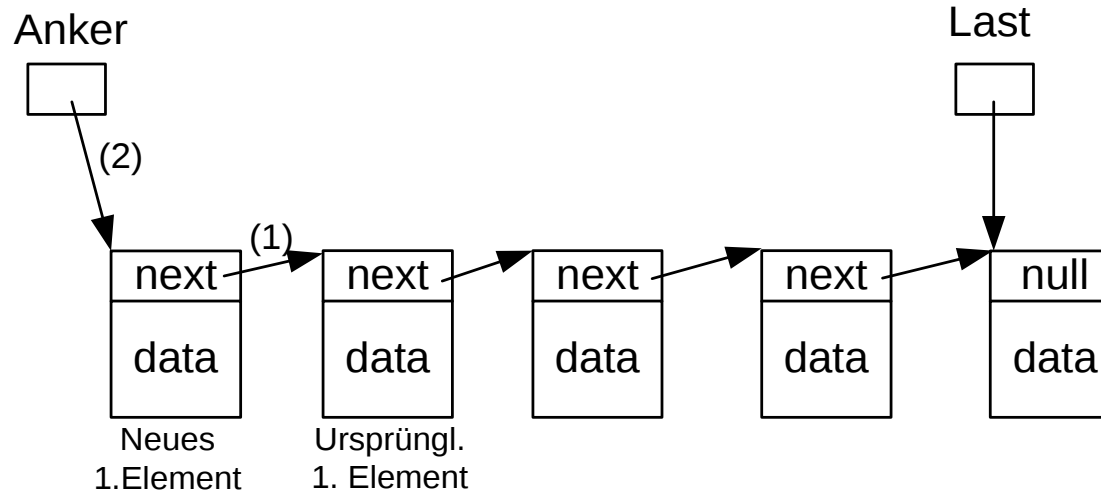 Anker
Last
(2)
(1)
next
next
next
next
null
data
data
data
data
data
Neues
1.Element
Ursprüngl.
1. Element